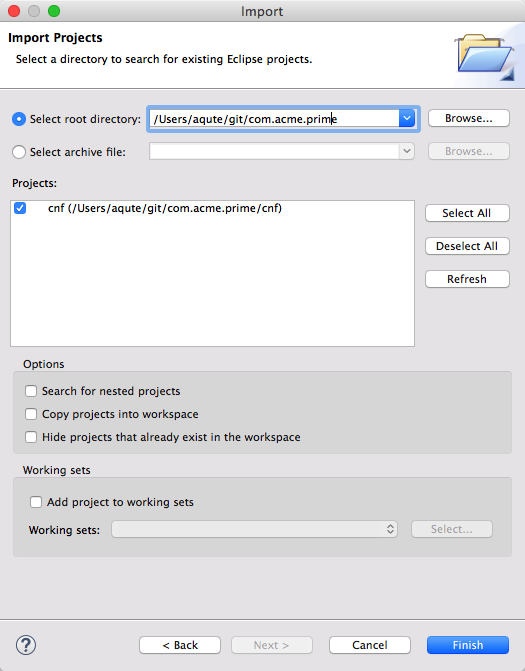 Import
Import Projects
Select a directory to search for existing Eclipse projects.
Select root directory: /Users/aqute/git/com.acme.prime Browse...
Select archive file: Browse...
Projects:
cnf (/Users/aqute/git/com.acme.prime/cnf)
Select All
Deselect All
Refresh
Options
Search for nested projects
Copy projects into workspace
Hide projects that already exist in the workspace
Working sets
Add project to working sets
Working sets: Select...
? < Back Next > Cancel Finish